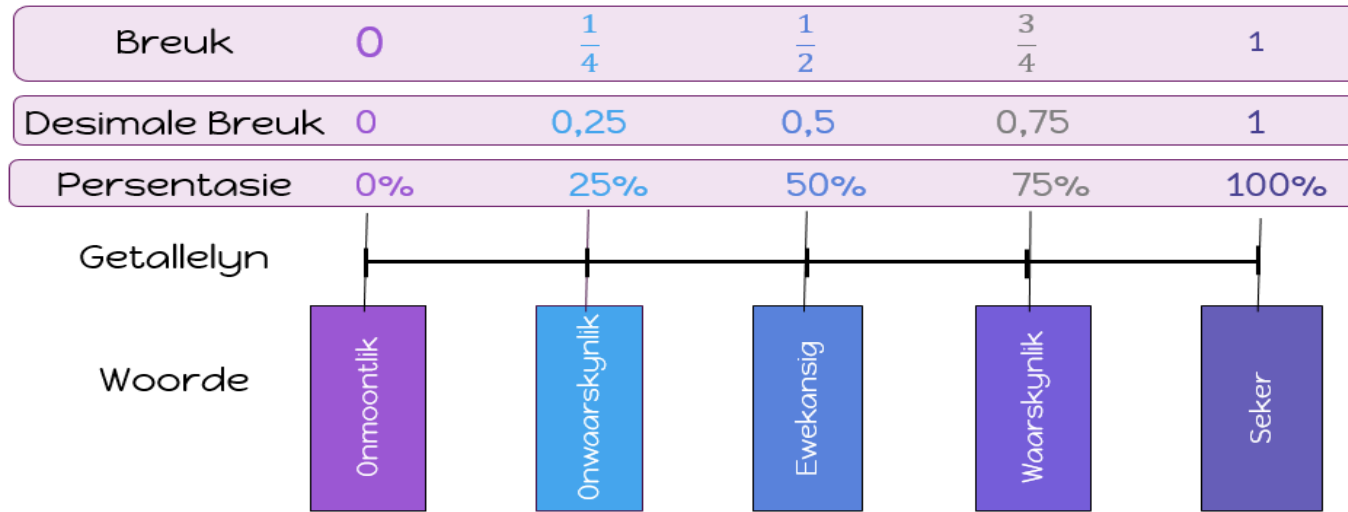 Breuk 0 1/4 1/2 3/4 1
Desimale Breuk 0 0,25 0,5 0,75 1
Persentasie 0% 25% 50% 75% 100%
Getallelyn
Woorde Onmoontlik Onwaarskynlik Ewekansig Waarskynlik Seker